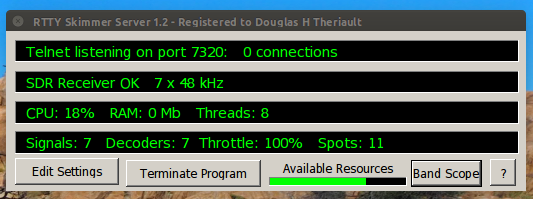 RTTY Skimmer Server 1.2 - Registered to Douglas H Theriault
Telnet listening on port 7320: 0 connections
SDR Receiver OK 7 x 48 kHz
CPU: 18% RAM: 0 Mb Threads: 8
Signals: 7 Decoders: 7 Throttle: 100% Spots: 11
Edit Settings Terminate Program Available Resources Band Scope ?